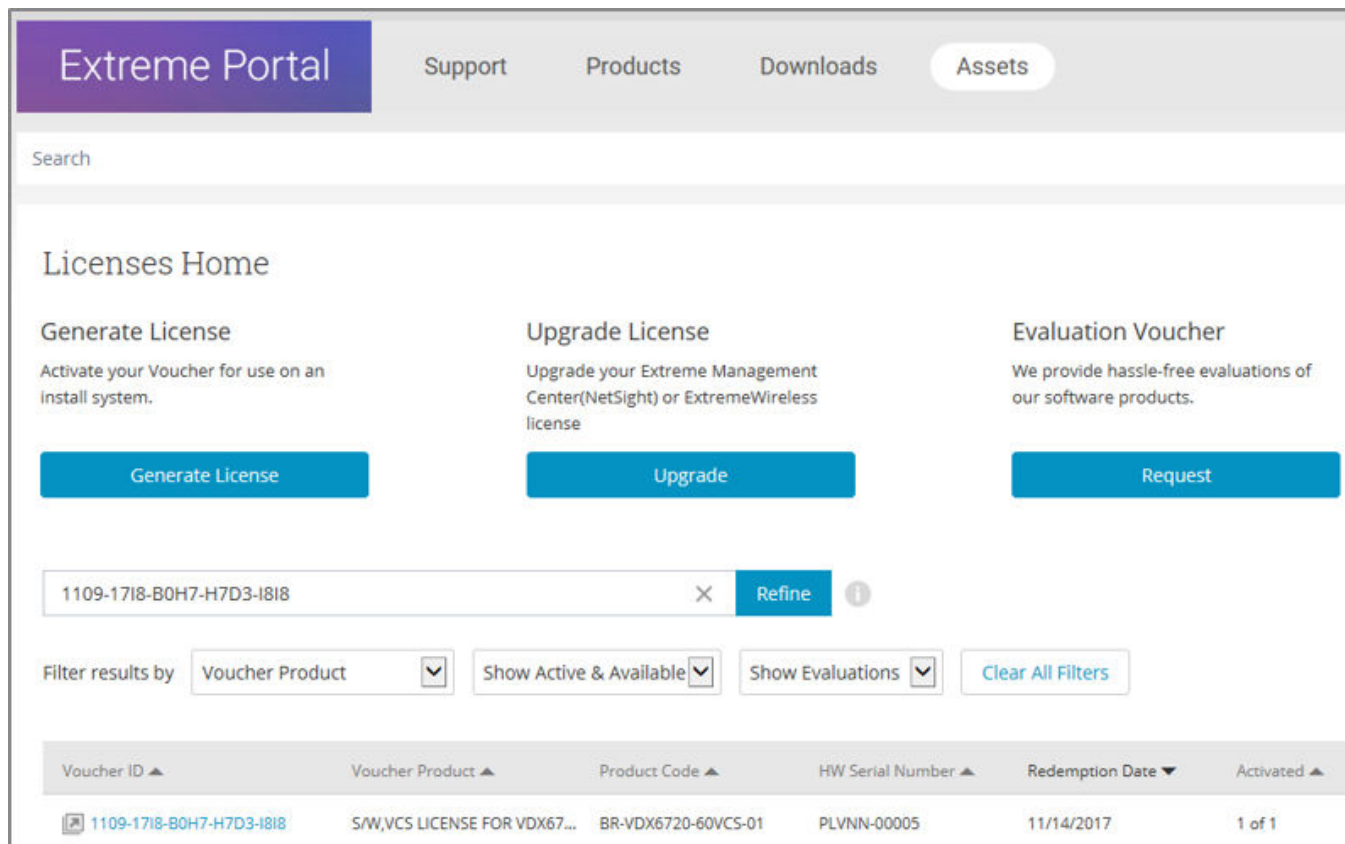 Extreme Portal Support Products Downloads Assets
Search
Licenses Home
Generate License
Activate your Voucher for use on an
install system.
Generate License
Upgrade License
Upgrade your Extreme Management
Center(NetSight) or ExtremeWireless
license
Upgrade
Evaluation Voucher
We provide hassle-free evaluations of
our software products.
Request
1109-17I8-B0H7-H7D3-I8I8 Refine
Filter results by Voucher Product Show Active & Available Show Evaluations Clear All Filters
Voucher ID Voucher Product Product Code HW Serial Number Redemption Date Activated
1109-17I8-B0H7-H7D3-I8I8 S/W,VCS LICENSE FOR VDX67... BR-VDX6720-60VCS-01 PLVNN-00005 11/14/2017 1 of 1